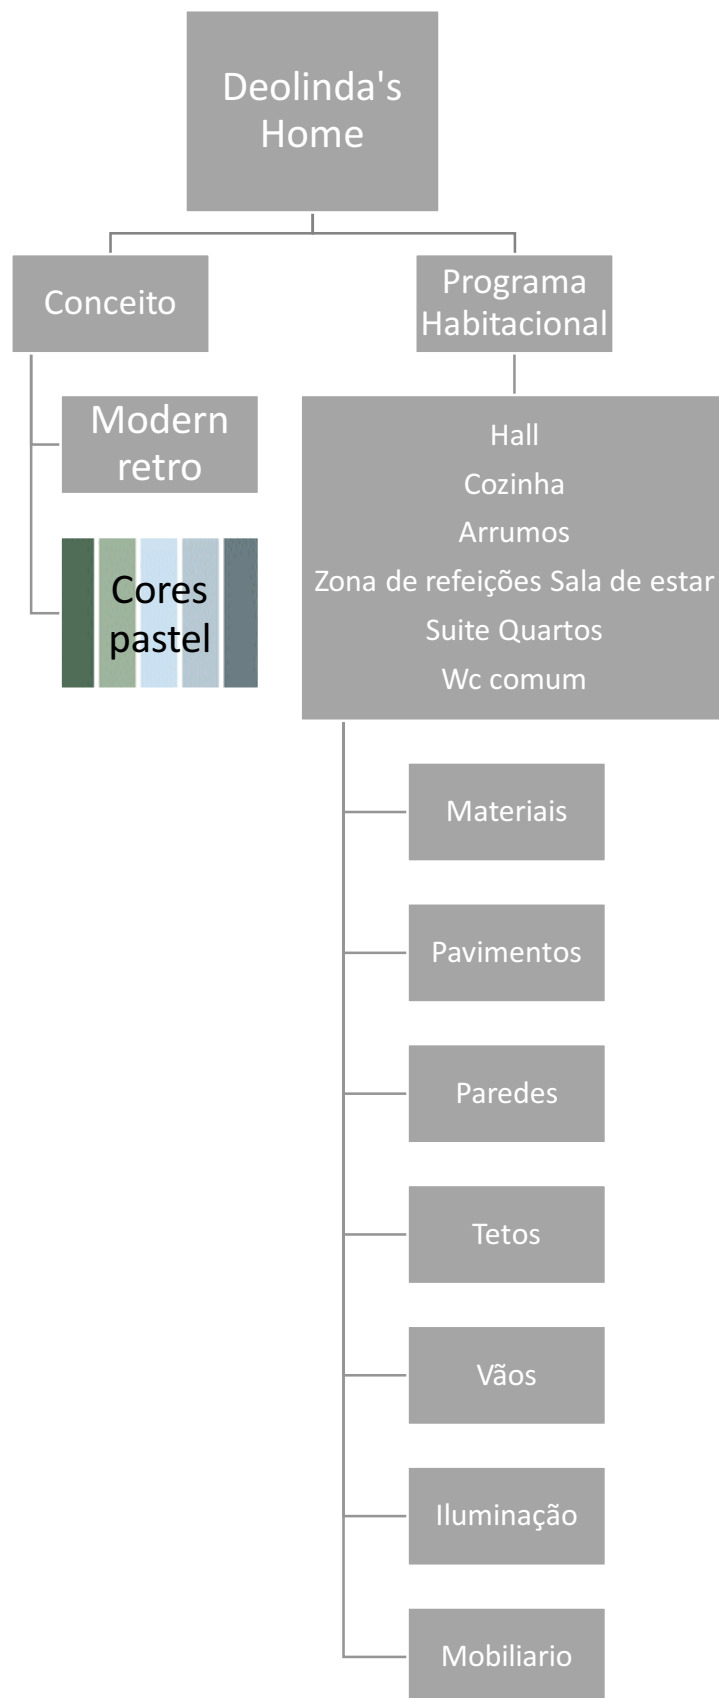 Deolinda's
Home
Conceito
Programa
Habitacional
Modern
retro
Cores
pastel
Hall
Cozinha
Arrumos
Zona de refeições Sala de estar
Suite Quartos
Wc comum
Materiais
Pavimentos
Paredes
Tetos
Vãos
Iluminação
Mobiliario